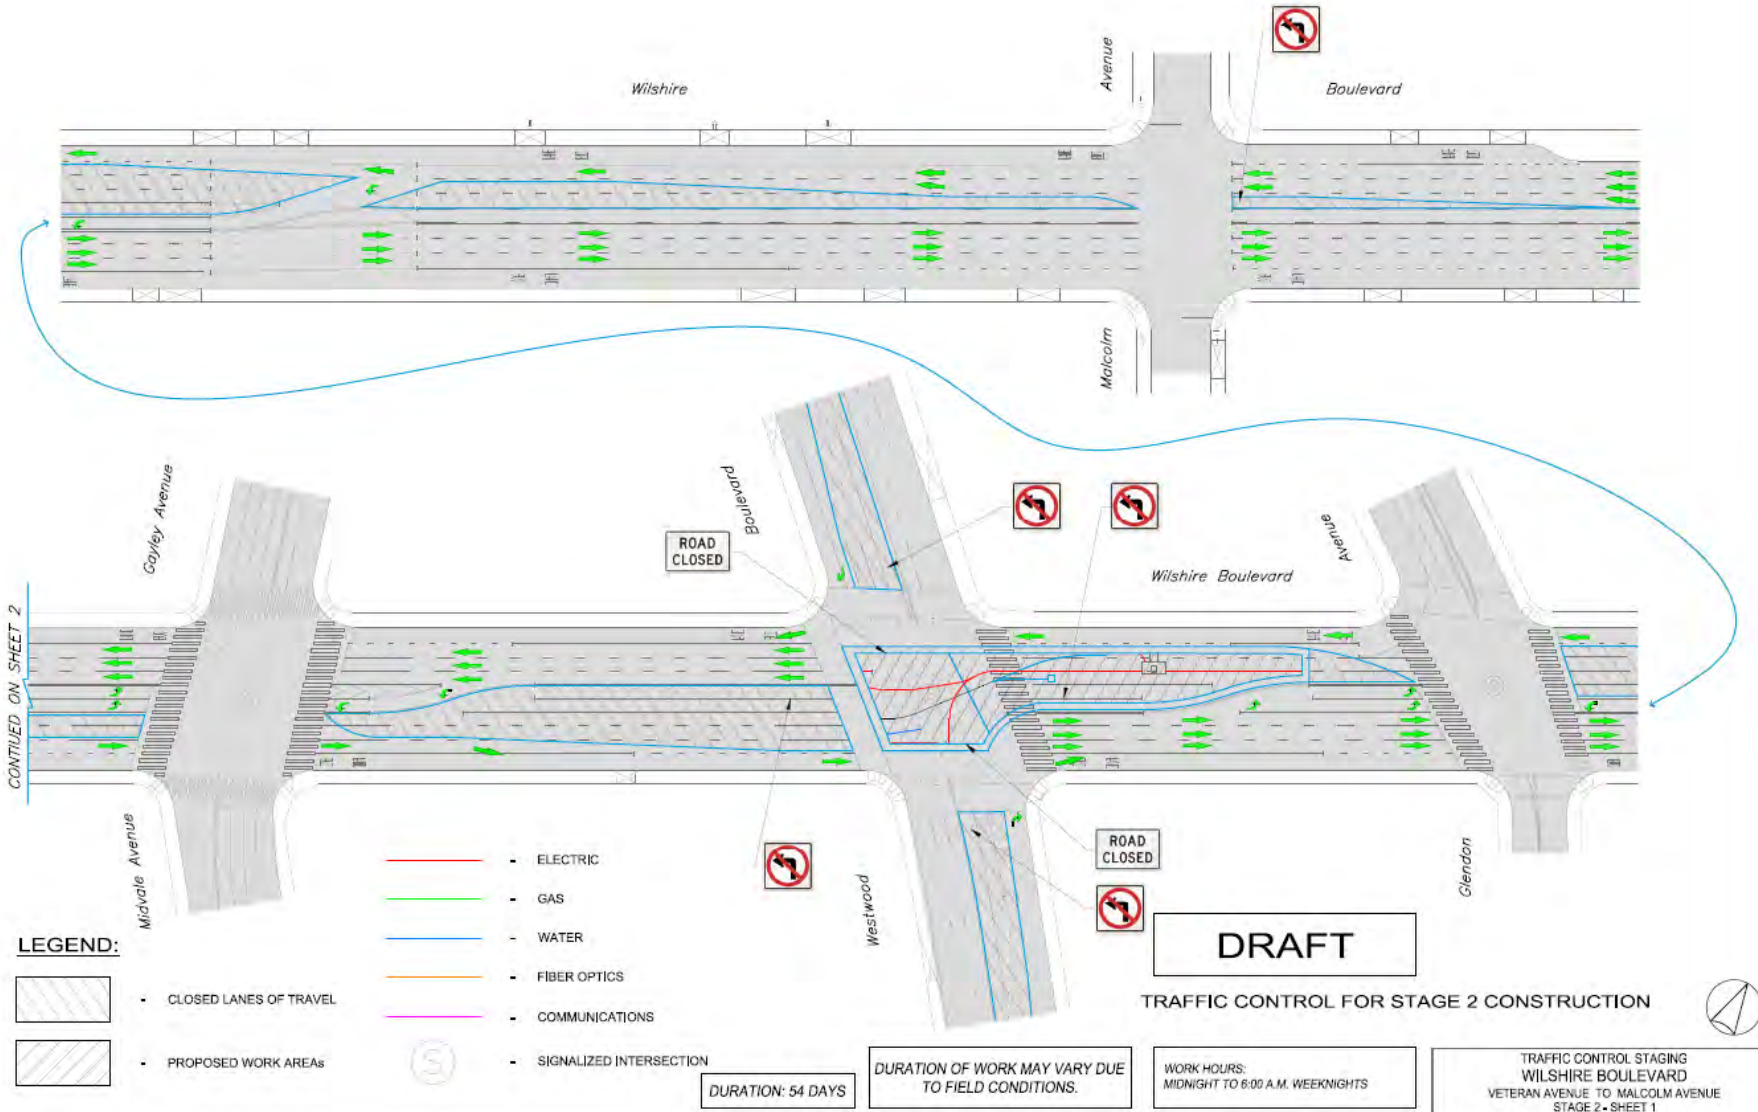 Wilshire
Avenue
Boulevard
Malcolm
Gayley Avenue
Boulevard
ROAD
CLOSED
Wilshire Boulevard
Avenue
CONTIUED ON SHEET 2
Midvale Avenue
Westwood
ROAD
CLOSED
Glendon
LEGEND:
- CLOSED LANES OF TRAVEL
- PROPOSED WORK AREAs
- ELECTRIC
- GAS
- WATER
- FIBER OPTICS
- COMMUNICATIONS
S - SIGNALIZED INTERSECTION
DRAFT
TRAFFIC CONTROL FOR STAGE 2 CONSTRUCTION
DURATION: 54 DAYS
DURATION OF WORK MAY VARY DUE
TO FIELD CONDITIONS.
WORK HOURS:
MIDNIGHT TO 6:00 A.M. WEEKNIGHTS
TRAFFIC CONTROL STAGING
WILSHIRE BOULEVARD
VETERAN AVENUE TO MALCOLM AVENUE
STAGE 2 - SHEET 1